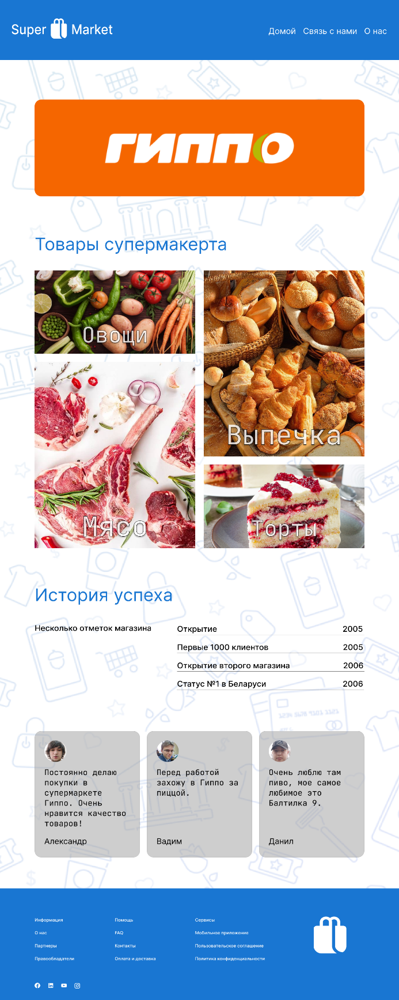 Super Market
Домой Связь с нами О нас
ГИППО
Товары супермакерта
Овощи
Выпечка
Мясо
Торты
История успеха
Несколько отметок магазина
Открытие 2005
Первые 1000 клиентов 2005
Открытие второго магазина 2006
Статус №1 в Беларуси 2006
Постоянно делаю
покупки в
супермаркете
Гиппо. Очень
нравится качество
товаров!
Александр
Перед работой
захожу в Гиппо за
пиццой.
Вадим
Очень люблю там
пиво, мое самое
любимое это
Балтилка 9.
Данил
Информация
О нас
Партнеры
Правообладатели
Помощь
FAQ
Контакты
Оплата и доставка
Сервисы
Мобильное приложение
Пользовательское соглашение
Политика конфиденциальности